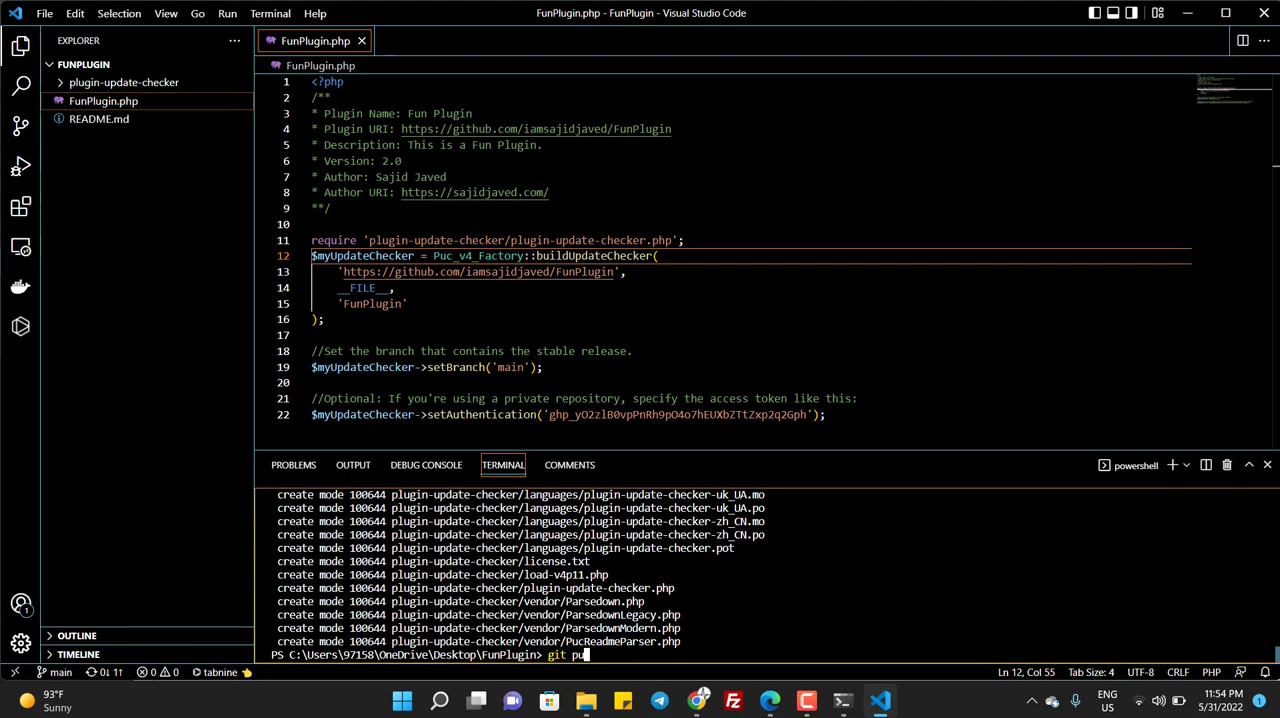 File Edit Selection View Go Run Terminal Help
FunPlugin.php - FunPlugin - Visual Studio Code
EXPLORER
FUNPLUGIN
plugin-update-checker
FunPlugin.php
README.md
OUTLINE
TIMELINE
FunPlugin.php
FunPlugin.php
1 <?php
2 /**
3 * Plugin Name: Fun Plugin
4 * Plugin URI: https://github.com/iamsajidjaved/FunPlugin
5 * Description: This is a Fun Plugin.
6 * Version: 2.0
7 * Author: Sajid Javed
8 * Author URI: https://sajidjaved.com/
9 **/
10
11 require 'plugin-update-checker/plugin-update-checker.php';
12 $myUpdateChecker = Puc_v4_Factory::buildUpdateChecker(
13 'https://github.com/iamsajidjaved/FunPlugin',
14 __FILE__,
15 'FunPlugin'
16 );
17
18 //Set the branch that contains the stable release.
19 $myUpdateChecker->setBranch('main');
20
21 //Optional: If you're using a private repository, specify the access token like this:
22 $myUpdateChecker->setAuthentication('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');
PROBLEMS OUTPUT DEBUG CONSOLE TERMINAL COMMENTS
powershell
create mode 100644 plugin-update-checker/languages/plugin-update-checker-uk_UA.mo
create mode 100644 plugin-update-checker/languages/plugin-update-checker-uk_UA.po
create mode 100644 plugin-update-checker/languages/plugin-update-checker-zh_CN.mo
create mode 100644 plugin-update-checker/languages/plugin-update-checker-zh_CN.po
create mode 100644 plugin-update-checker/languages/plugin-update-checker.pot
create mode 100644 plugin-update-checker/license.txt
create mode 100644 plugin-update-checker/load-v4p11.php
create mode 100644 plugin-update-checker/plugin-update-checker.php
create mode 100644 plugin-update-checker/vendor/Parsedown.php
create mode 100644 plugin-update-checker/vendor/ParsedownLegacy.php
create mode 100644 plugin-update-checker/vendor/ParsedownModern.php
create mode 100644 plugin-update-checker/vendor/PucReadmeParser.php
PS C:\Users\97158\OneDrive\Desktop\FunPlugin> git pu
main 0↓ 1↑ 0 0 tabnine Ln 12, Col 55 Tab Size: 4 UTF-8 CRLF PHP
93°F
Sunny
ENG
US
11:54 PM
5/31/2022
1